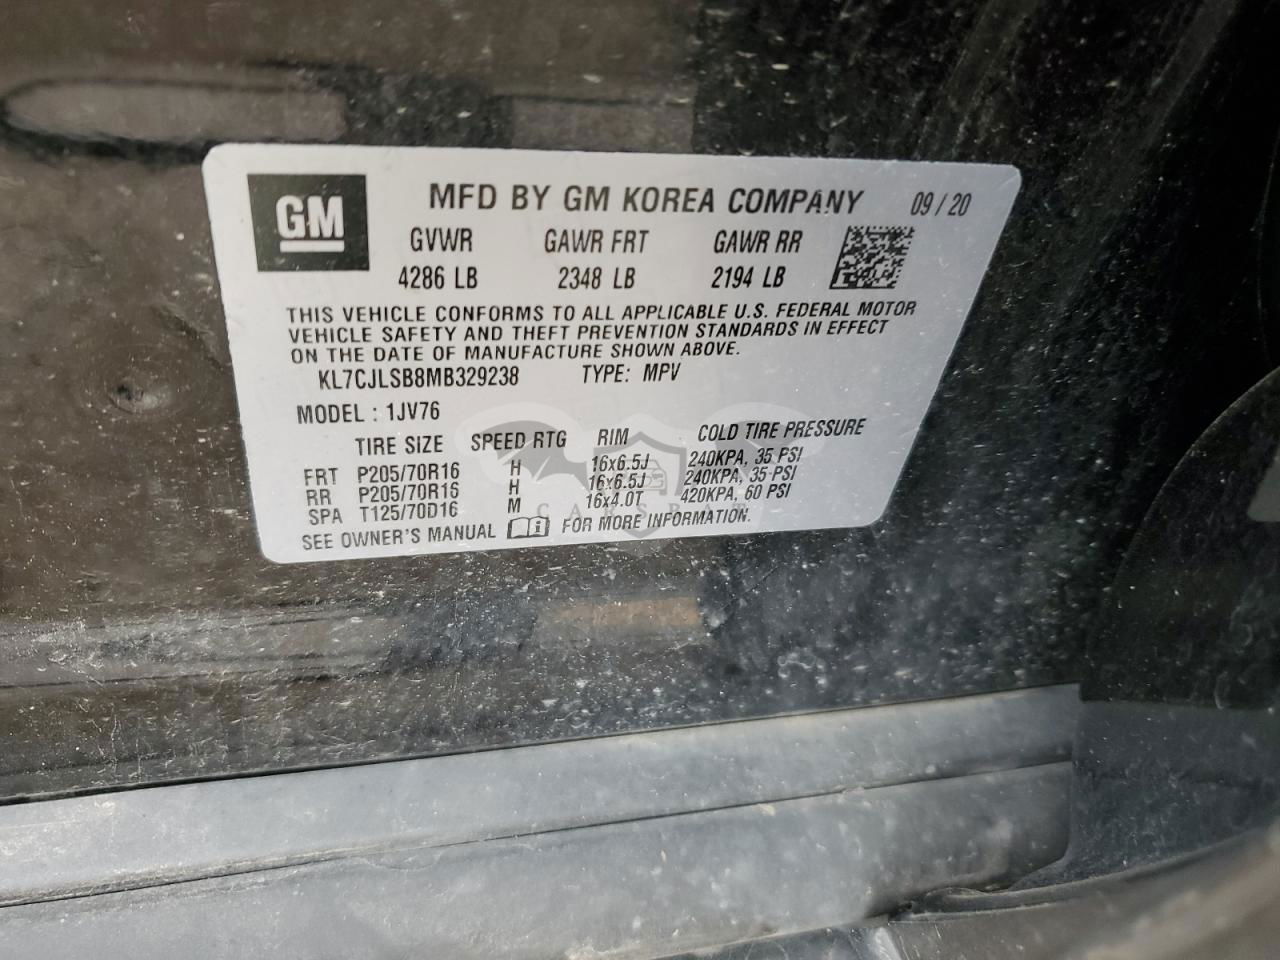 GM
MFD BY GM KOREA COMPANY 09/20
GVWR GAWR FRT GAWR RR
4286 LB 2348 LB 2194 LB
THIS VEHICLE CONFORMS TO ALL APPLICABLE U.S. FEDERAL MOTOR
VEHICLE SAFETY AND THEFT PREVENTION STANDARDS IN EFFECT
ON THE DATE OF MANUFACTURE SHOWN ABOVE.
KL7CJLSB8MB329238 TYPE: MPV
MODEL : 1JV76
TIRE SIZE SPEED RTG RIM COLD TIRE PRESSURE
FRT P205/70R16 H 16x6.5J 240KPA, 35 PSI
RR P205/70R16 H 16x6.5J 240KPA, 35 PSI
SPA T125/70D16 M 16x4.0T 420KPA, 60 PSI
SEE OWNER'S MANUAL i FOR MORE INFORMATION.